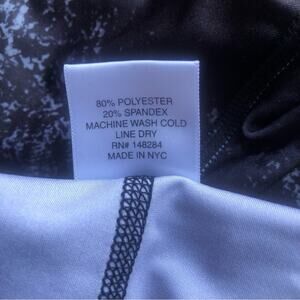 80% POLYESTER
20% SPANDEX
MACHINE WASH COLD
LINE DRY
RN# 148284
MADE IN NYC